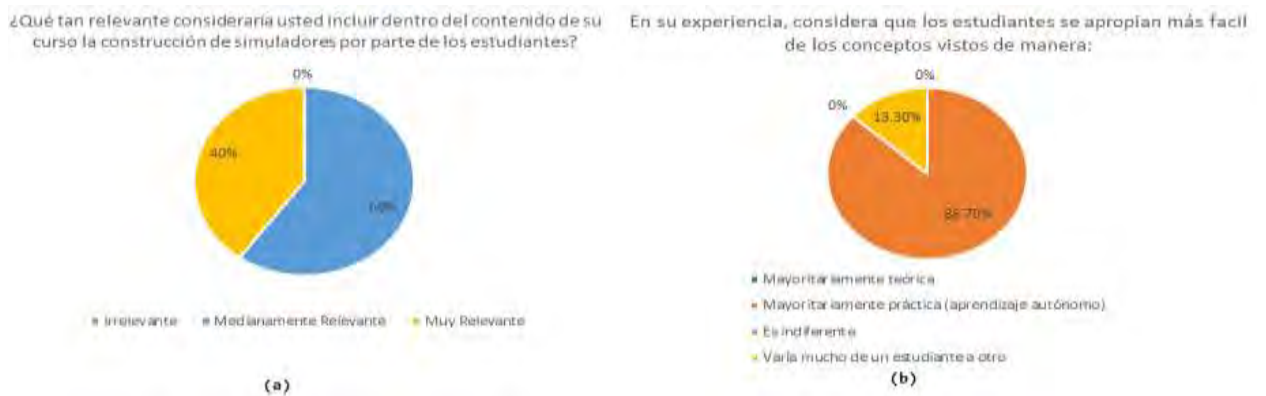 ¿Qué tan relevante consideraría usted incluir dentro del contenido de su
curso la construcción de simuladores por parte de los estudiantes?
0%
40%
60%
Irrelevante Medianamente Relevante Muy Relevante
(a)
En su experiencia, considera que los estudiantes se apropian más facil
de los conceptos vistos de manera:
0%
0%
13.30%
86.70%
Mayoritariamente teórica
Mayoritariamente práctica (aprendizaje autónomo)
Es indiferente
Varía mucho de un estudiante a otro
(b)